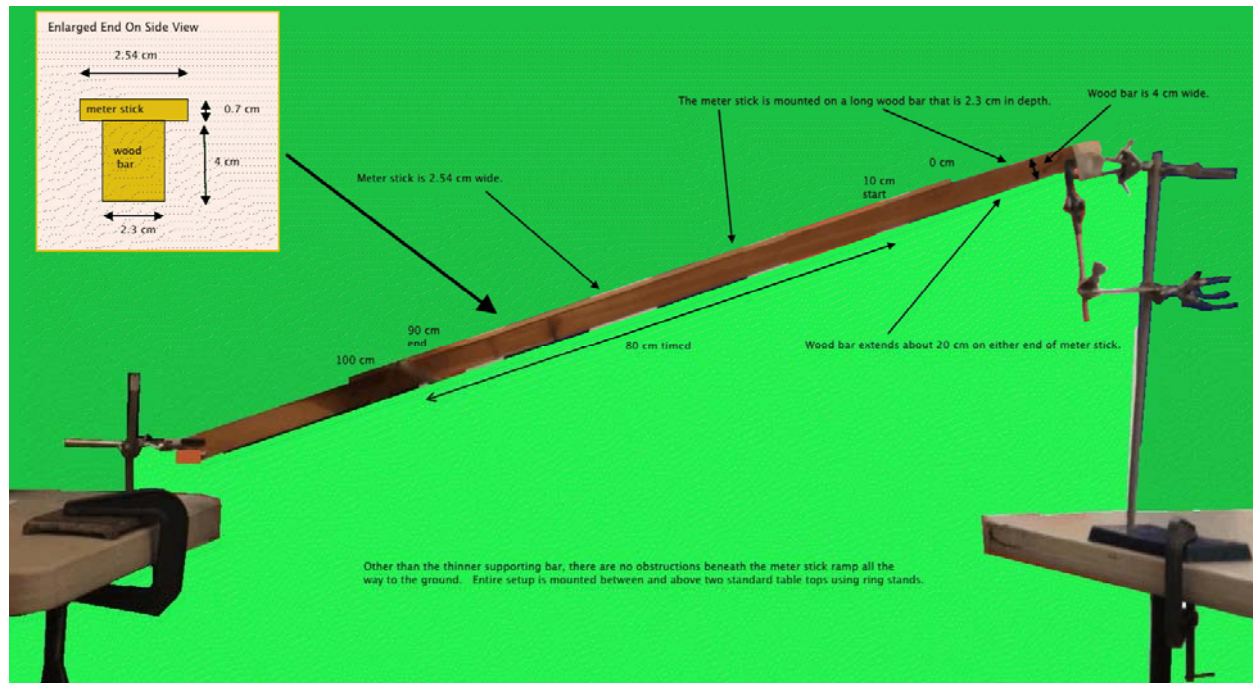 Enlarged End On Side View
2.54 cm
meter stick
0.7 cm
wood
bar
4 cm
2.3 cm
The meter stick is mounted on a long wood bar that is 2.3 cm in depth.
Wood bar is 4 cm wide.
0 cm
10 cm
start
Meter stick is 2.54 cm wide.
90 cm
end
80 cm timed
Wood bar extends about 20 cm on either end of meter stick.
100 cm
Other than the thinner supporting bar, there are no obstructions beneath the meter stick ramp all the
way to the ground. Entire setup is mounted between and above two standard table tops using ring stands.